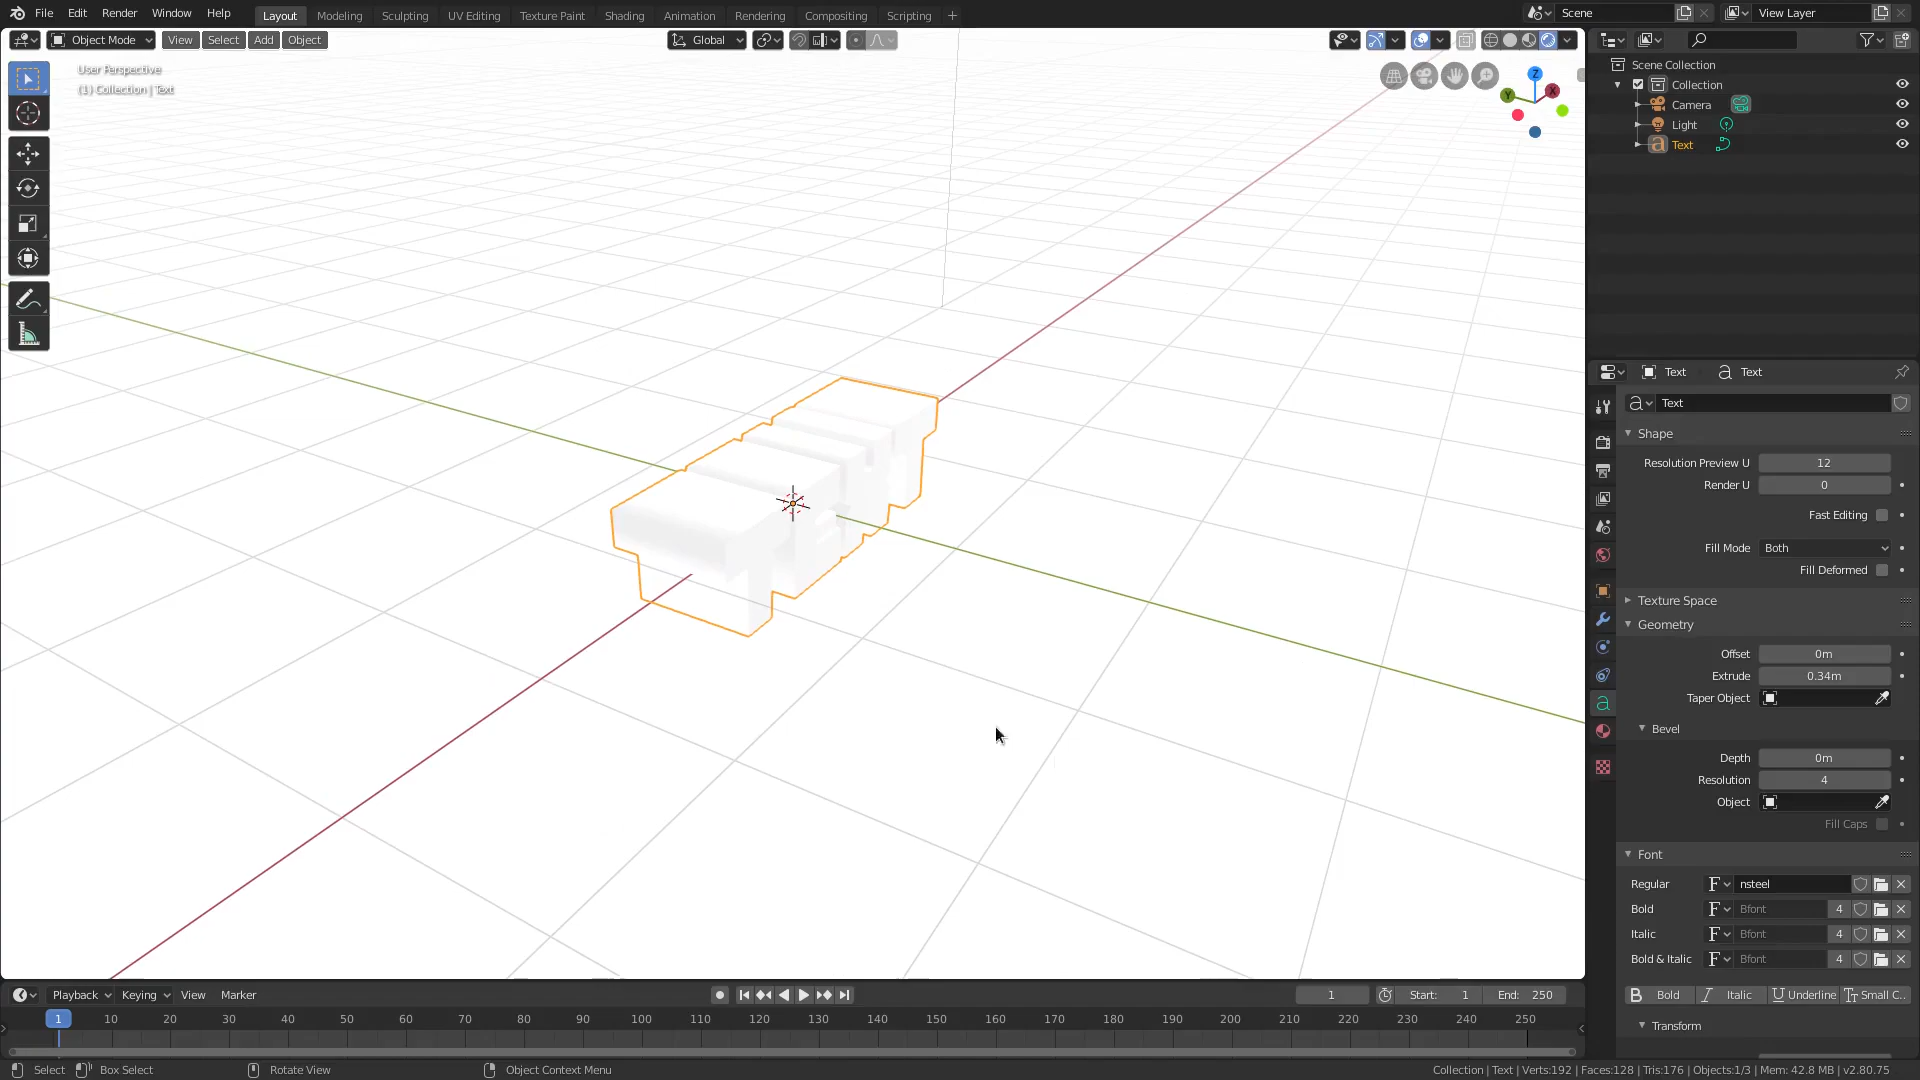 File Edit Render Window Help
Layout Modeling Sculpting UV Editing Texture Paint Shading Animation Rendering Compositing Scripting +
Scene View Layer
Object Mode View Select Add Object
Global
User Perspective
(1) Collection | Text
Z
X
Y
Scene Collection
Collection
Camera
Light
Text
Text Text
Text
Shape
Resolution Preview U 12
Render U 0
Fast Editing
Fill Mode Both
Fill Deformed
Texture Space
Geometry
Offset 0m
Extrude 0.34m
Taper Object
Bevel
Depth 0m
Resolution 4
Object
Fill Caps
Font
Regular F nsteel
Bold F Bfont 4
Italic F Bfont 4
Bold & Italic F Bfont 4
B Bold I Italic U Underline Tт Small C..
Transform
Playback Keying View Marker
1 Start: 1 End: 250
1 10 20 30 40 50 60 70 80 90 100 110 120 130 140 150 160 170 180 190 200 210 220 230 240 250
Select Box Select Rotate View Object Context Menu
Collection | Text | Verts:192 | Faces:128 | Tris:176 | Objects:1/3 | Mem: 42.8 MB | v2.80.75